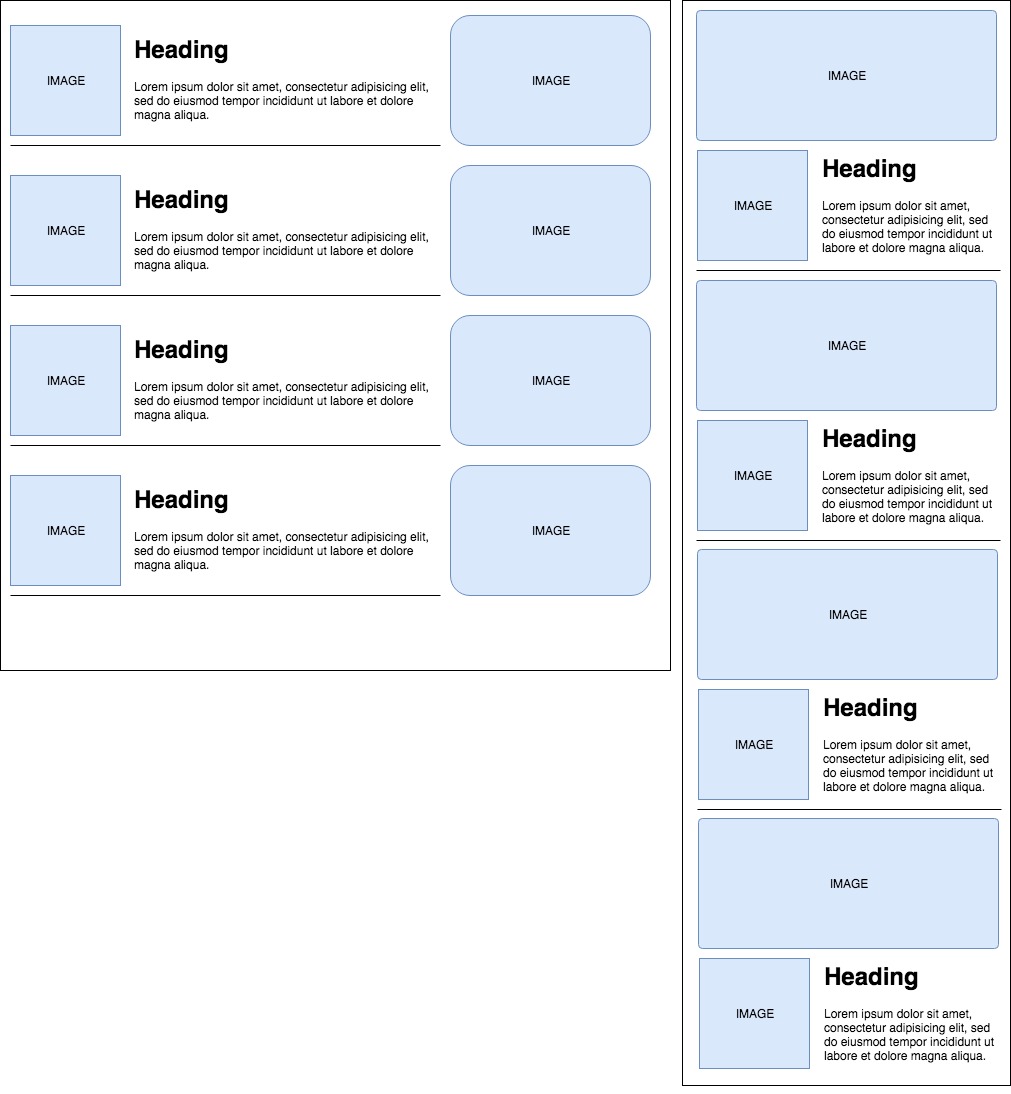 IMAGE
Heading
Lorem ipsum dolor sit amet, consectetur adipisicing elit,
sed do eiusmod tempor incididunt ut labore et dolore
magna aliqua.
IMAGE
IMAGE
Heading
Lorem ipsum dolor sit amet, consectetur adipisicing elit,
sed do eiusmod tempor incididunt ut labore et dolore
magna aliqua.
IMAGE
IMAGE
Heading
Lorem ipsum dolor sit amet, consectetur adipisicing elit,
sed do eiusmod tempor incididunt ut labore et dolore
magna aliqua.
IMAGE
IMAGE
Heading
Lorem ipsum dolor sit amet, consectetur adipisicing elit,
sed do eiusmod tempor incididunt ut labore et dolore
magna aliqua.
IMAGE
IMAGE
IMAGE
Heading
Lorem ipsum dolor sit amet,
consectetur adipisicing elit, sed
do eiusmod tempor incididunt ut
labore et dolore magna aliqua.
IMAGE
IMAGE
Heading
Lorem ipsum dolor sit amet,
consectetur adipisicing elit, sed
do eiusmod tempor incididunt ut
labore et dolore magna aliqua.
IMAGE
IMAGE
Heading
Lorem ipsum dolor sit amet,
consectetur adipisicing elit, sed
do eiusmod tempor incididunt ut
labore et dolore magna aliqua.
IMAGE
IMAGE
Heading
Lorem ipsum dolor sit amet,
consectetur adipisicing elit, sed
do eiusmod tempor incididunt ut
labore et dolore magna aliqua.